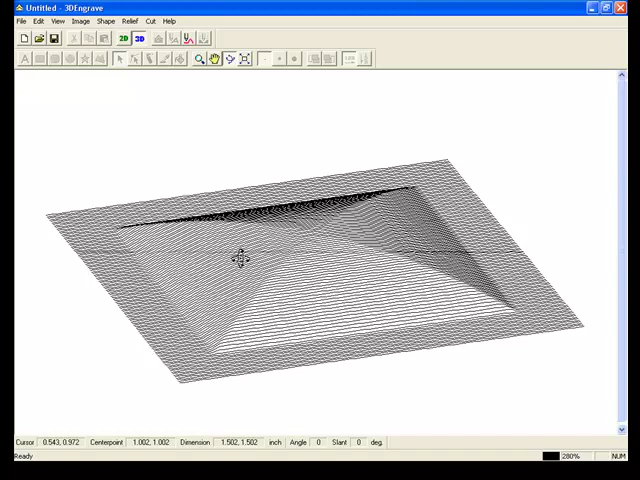 Untitled - 3DEngrave
File Edit View Image Shape Relief Cut Help
2D 3D
A
Cursor 0.543, 0.972 Centerpoint 1.002, 1.002 Dimension 1.502, 1.502 inch Angle 0 Slant 0 deg.
Ready 280% NUM